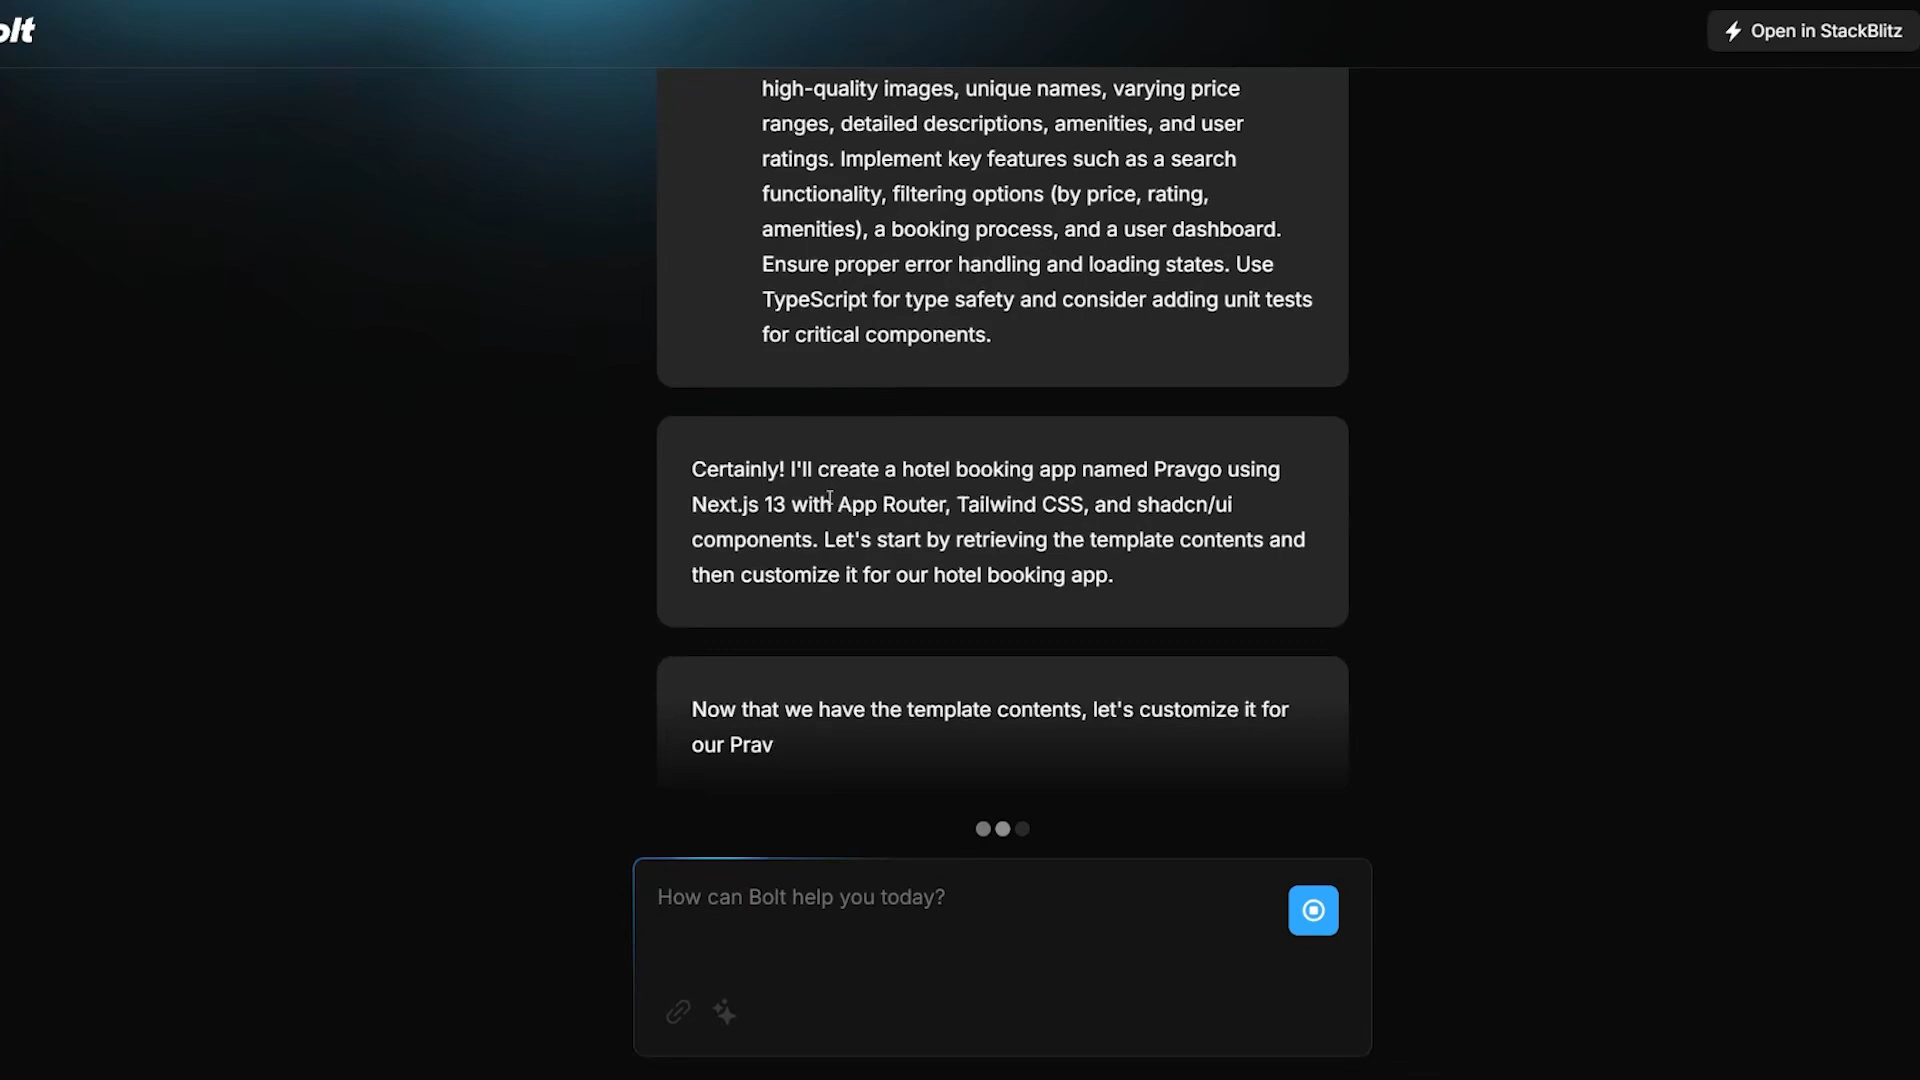 olt
Open in StackBlitz
high-quality images, unique names, varying price
ranges, detailed descriptions, amenities, and user
ratings. Implement key features such as a search
functionality, filtering options (by price, rating,
amenities), a booking process, and a user dashboard.
Ensure proper error handling and loading states. Use
TypeScript for type safety and consider adding unit tests
for critical components.
Certainly! I'll create a hotel booking app named Pravgo using
Next.js 13 with App Router, Tailwind CSS, and shadcn/ui
components. Let's start by retrieving the template contents and
then customize it for our hotel booking app.
Now that we have the template contents, let's customize it for
our Prav
How can Bolt help you today?